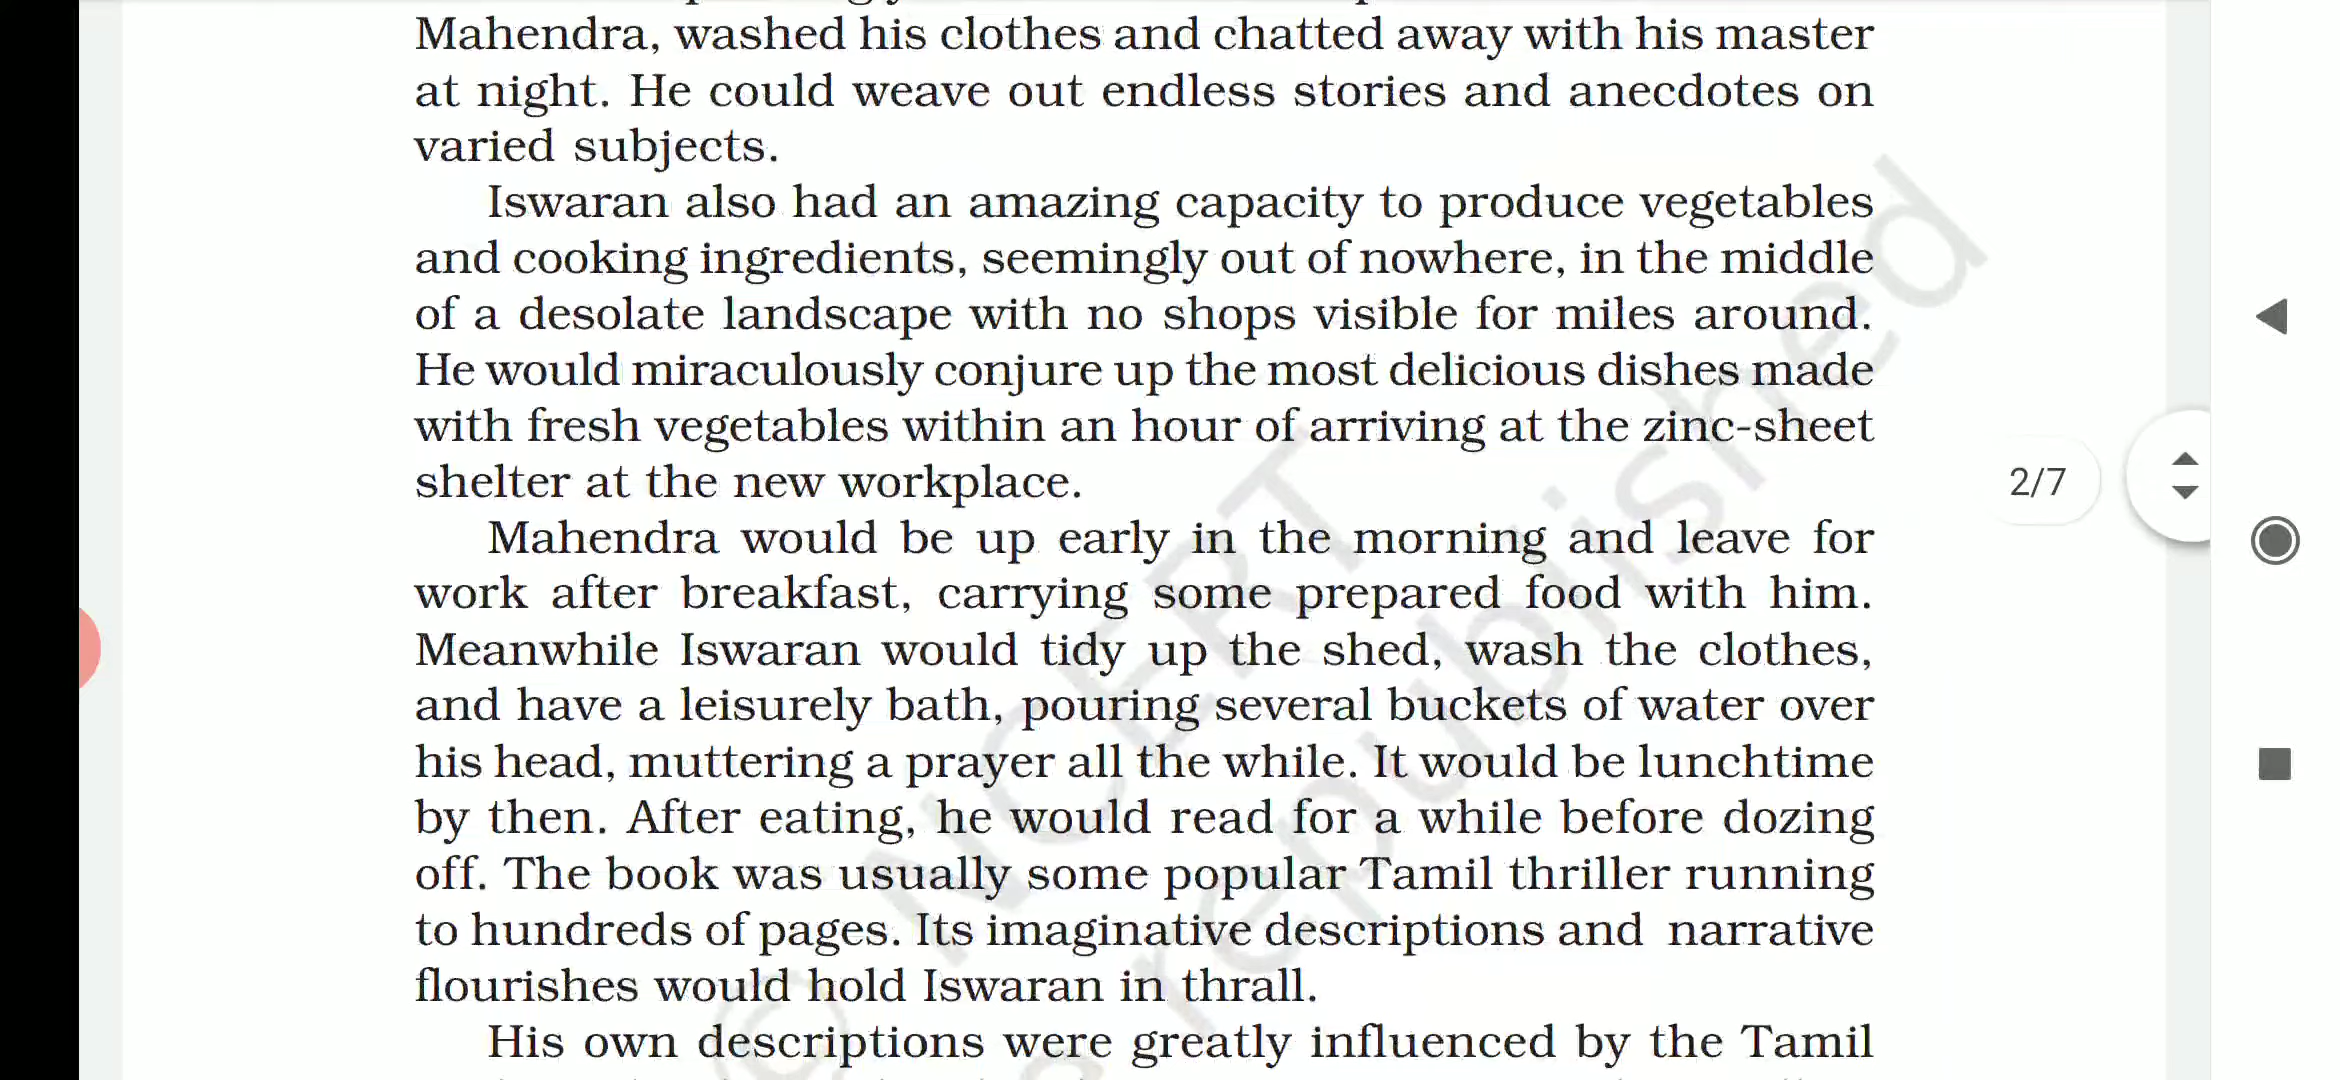 Mahendra, washed his clothes and chatted away with his master
at night. He could weave out endless stories and anecdotes on
varied subjects.
Iswaran also had an amazing capacity to produce vegetables
and cooking ingredients, seemingly out of nowhere, in the middle
of a desolate landscape with no shops visible for miles around.
He would miraculously conjure up the most delicious dishes made
with fresh vegetables within an hour of arriving at the zinc-sheet
shelter at the new workplace.
2/7
Mahendra would be up early in the morning and leave for
work after breakfast, carrying some prepared food with him.
Meanwhile Iswaran would tidy up the shed, wash the clothes,
and have a leisurely bath, pouring several buckets of water over
his head, muttering a prayer all the while. It would be lunchtime
by then. After eating, he would read for a while before dozing
off. The book was usually some popular Tamil thriller running
to hundreds of pages. Its imaginative descriptions and narrative
flourishes would hold Iswaran in thrall.
His own descriptions were greatly influenced by the Tamil
© NCERT
republished